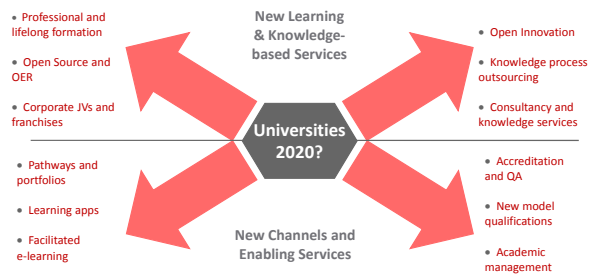 • Professional and
lifelong formation
• Open Source and
OER
• Corporate JVs and
franchises
New Learning
& Knowledge-
based Services
• Open Innovation
• Knowledge process
outsourcing
• Consultancy and
knowledge services
Universities
2020?
• Pathways and
portfolios
• Learning apps
• Facilitated
e-learning
New Channels and
Enabling Services
• Accreditation
and QA
• New model
qualifications
• Academic
management